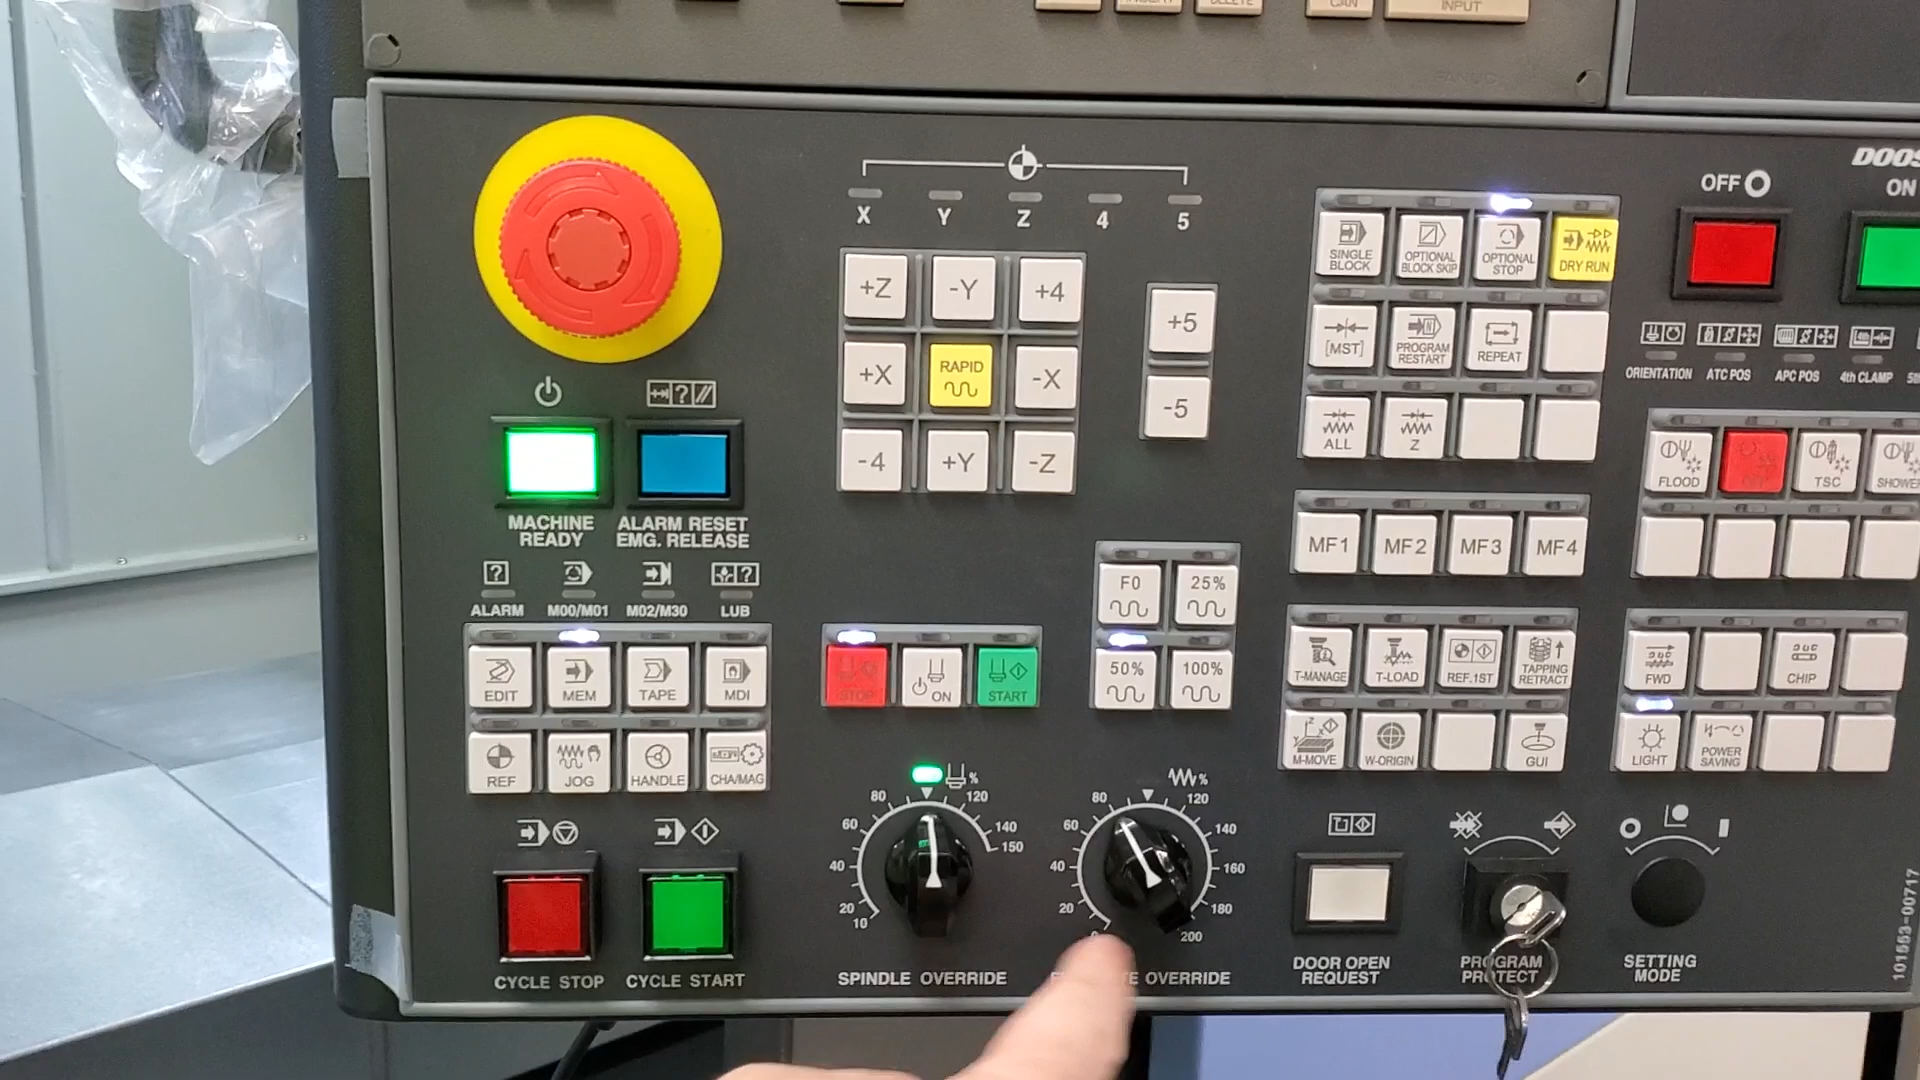 CAN
INPUT
FANUC
DOOS
OFF
ON
X
Y
Z
4
5
+Z
-Y
+4
+X
RAPID
-X
-4
+Y
-Z
+5
-5
SINGLE
BLOCK
OPTIONAL
BLOCK SKIP
OPTIONAL
STOP
DRY RUN
[MST]
PROGRAM
RESTART
REPEAT
ALL
Z
ORIENTATION
ATC POS
APC POS
4th CLAMP
FLOOD
TSC
SHOWER
MACHINE
READY
ALARM RESET
EMG. RELEASE
ALARM
M00/M01
M02/M30
LUB
EDIT
MEM
TAPE
MDI
REF
JOG
HANDLE
CHA/MAG
STOP
ON
START
F0
25%
50%
100%
MF1
MF2
MF3
MF4
T-MANAGE
T-LOAD
REF.1ST
TAPPING
RETRACT
M-MOVE
W-ORIGIN
GUI
FWD
CHIP
LIGHT
POWER
SAVING
%
10
20
40
60
80
120
140
150
%
20
40
60
80
120
140
160
180
200
CYCLE STOP
CYCLE START
SPINDLE OVERRIDE
OVERRIDE
DOOR OPEN
REQUEST
PROGRAM
PROTECT
SETTING
MODE
101553-00717